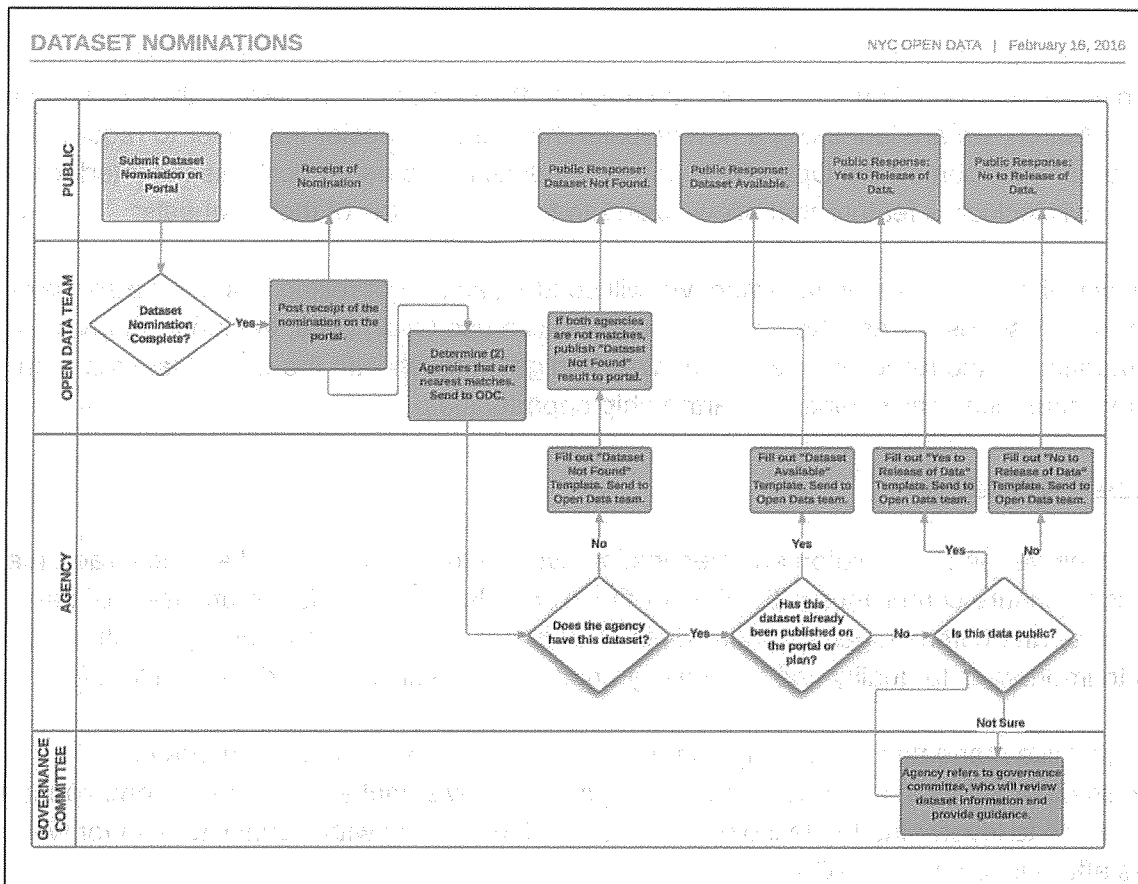 DATASET NOMINATIONS
NYC OPEN DATA | February 16, 2016
PUBLIC
Submit Dataset
Nomination on
Portal
Receipt of
Nomination
Public Response:
Dataset Not Found.
Public Response:
Dataset Available.
Public Response:
Yes to Release of
Data.
Public Response:
No to Release of
Data.
OPEN DATA TEAM
Dataset
Nomination
Complete?
Yes
Post receipt of the
nomination on the
portal.
Determine (2)
Agencies that are
nearest matches.
Send to ODC.
If both agencies
are not matches,
publish "Dataset
Not Found"
result to portal.
AGENCY
Fill out "Dataset
Not Found"
Template. Send to
Open Data team.
Fill out "Dataset
Available"
Template. Send to
Open Data team.
Fill out "Yes to
Release of Data"
Template. Send to
Open Data team.
Fill out "No to
Release of Data"
Template. Send to
Open Data team.
No
Yes
Yes
No
Does the agency
have this dataset?
Yes
Has this
dataset already
been published on
the portal or
plan?
No
Is this data public?
Not Sure
GOVERNANCE
COMMITTEE
Agency refers to governance
committee, who will review
dataset information and
provide guidance.